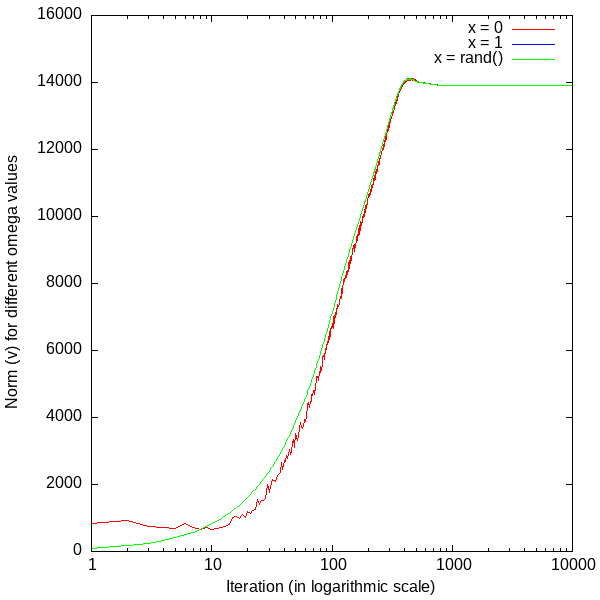 16000
14000
12000
10000
8000
6000
4000
2000
0
x = 0
x = 1
x = rand()
Norm (v) for different omega values
1 10 100 1000 10000
Iteration (in logarithmic scale)